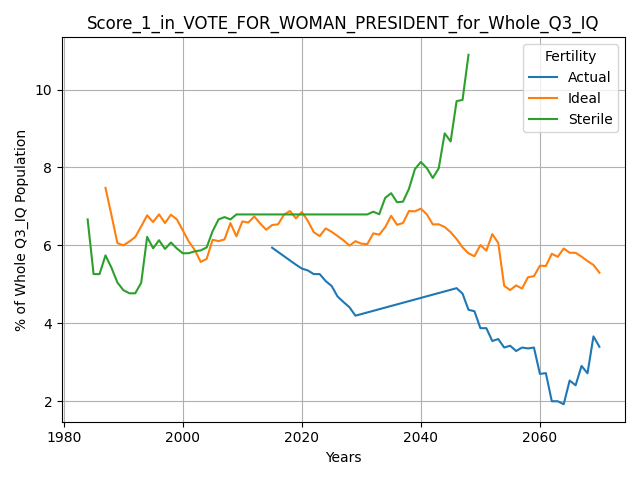 Score_1_in_VOTE_FOR_WOMAN_PRESIDENT_for_Whole_Q3_IQ
Fertility
Actual
Ideal
Sterile
% of Whole Q3_IQ Population
10
8
6
4
2
1980 2000 2020 2040 2060
Years